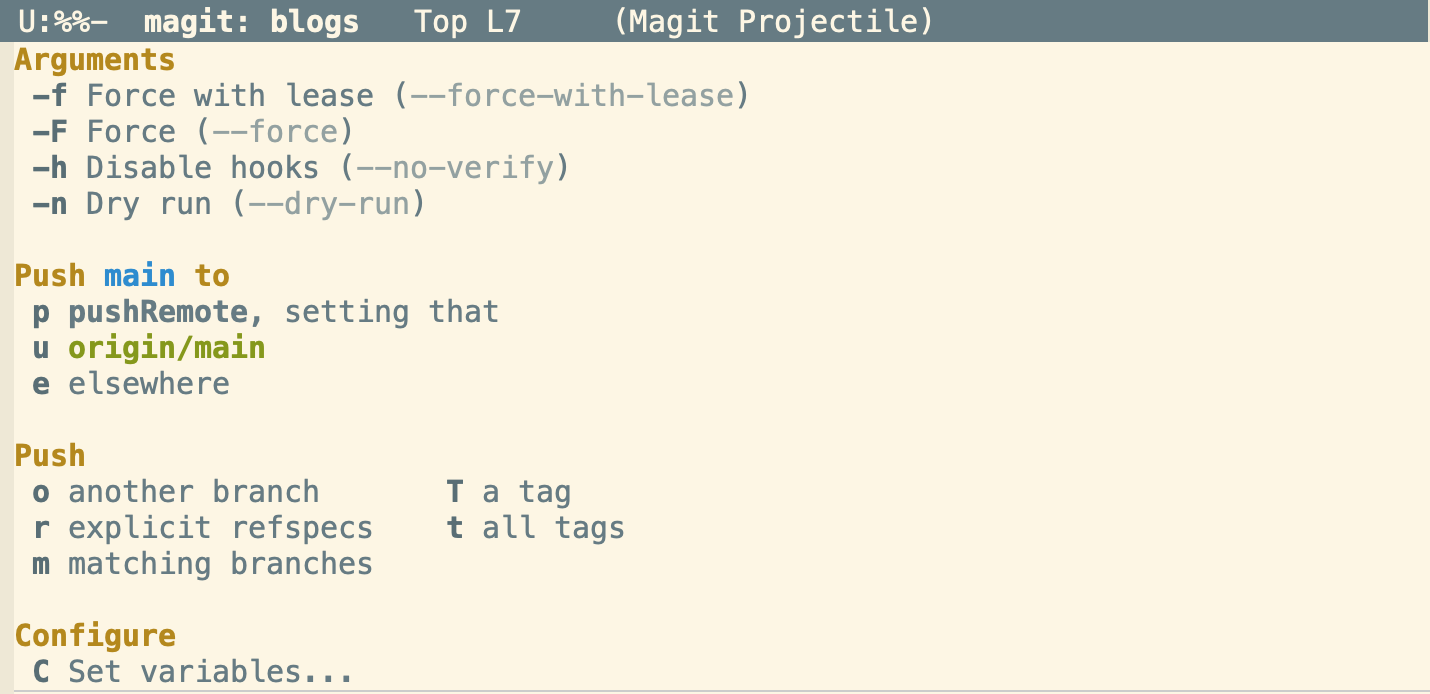 U:%%-  magit: blogs   Top L7     (Magit Projectile)
Arguments
-f Force with lease (--force-with-lease)
-F Force (--force)
-h Disable hooks (--no-verify)
-n Dry run (--dry-run)
Push main to
p pushRemote, setting that
u origin/main
e elsewhere
Push
o another branch       T a tag
r explicit refspecs    t all tags
m matching branches
Configure
C Set variables...